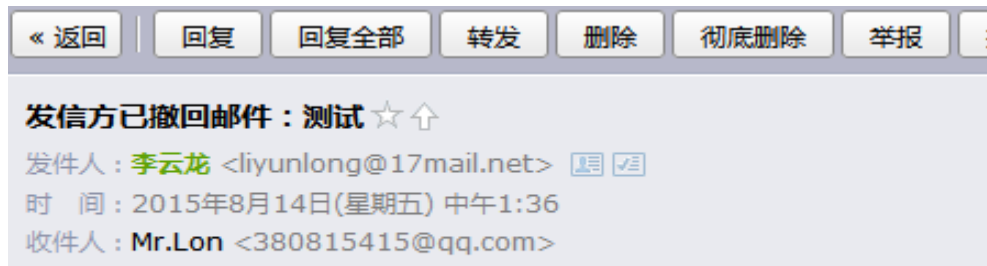 « 返回 回复 回复全部 转发 删除 彻底删除 举报
发信方已撤回邮件：测试
发件人：李云龙 <liyunlong@17mail.net>
时 间：2015年8月14日(星期五) 中午1:36
收件人：Mr.Lon <380815415@qq.com>